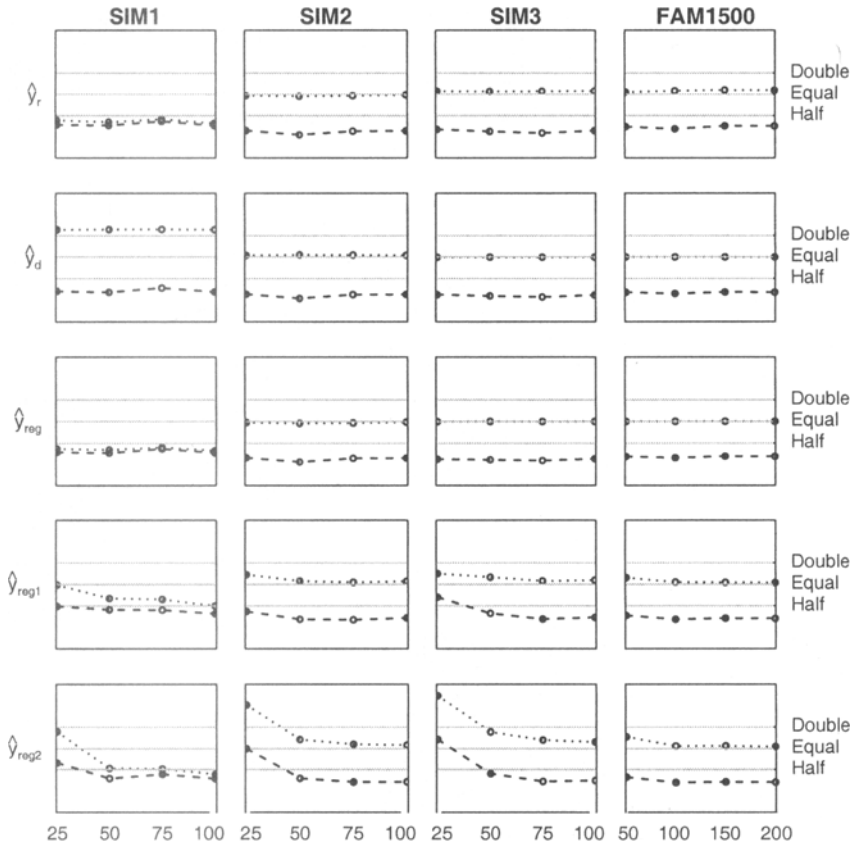 SIM1 SIM2 SIM3 FAM1500
ŷr
Double
Equal
Half
ŷd
Double
Equal
Half
ŷreg
Double
Equal
Half
ŷreg1
Double
Equal
Half
ŷreg2
Double
Equal
Half
25 50 75 100 25 50 75 100 25 50 75 100 50 100 150 200